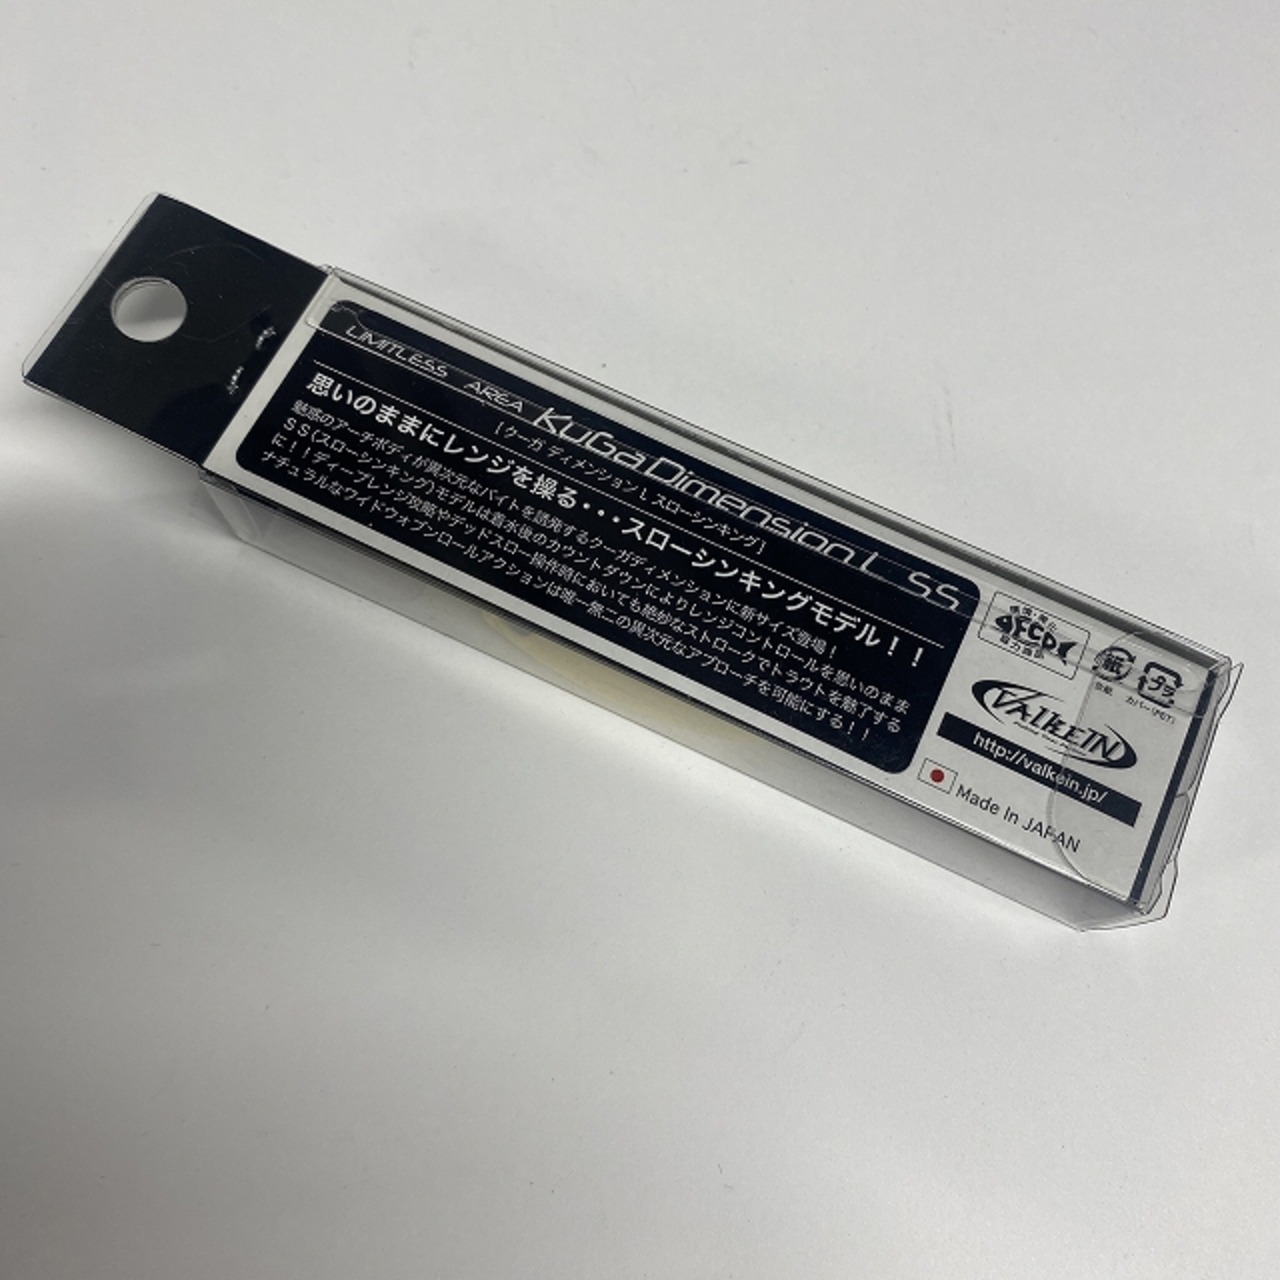 LIMITLESS AREA KuGa Dimension L SS
[ クーガ ディメンション L スローシンキング]
思いのままにレンジを操る・・・スローシンキングモデル！！
魅惑のアーチボディが異次元なバイトを誘発するクーガディメンションに新サイズ登場！
SS(スローシンキング)モデルは着水後のカウントダウンによりレンジコントロールを思いのまま
に！！ディープレンジ攻略やデッドスロー操作時においても絶妙なストロークでトラウトを魅了する
ナチュラルなワイドウォブンロールアクションは唯一無二の異次元なアプローチを可能にする！！
ECO
紙
台紙
プラ
カバー(PET)
VALKEIN
http://valkein.jp/
Made In JAPAN